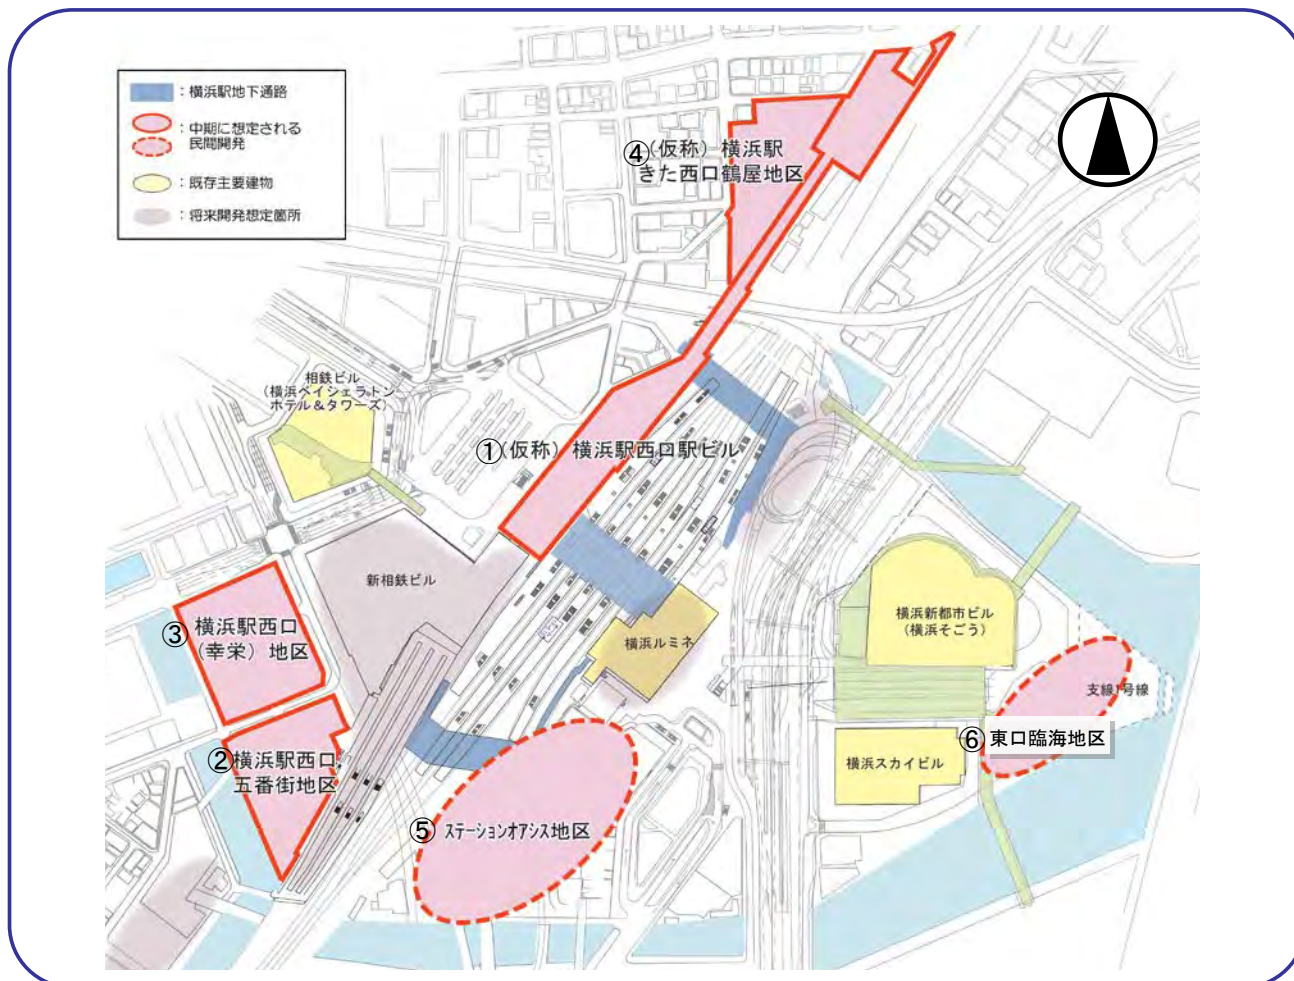 ：横浜駅地下通路
：中期に想定される
民間開発
：既存主要建物
：将来開発想定箇所
④(仮称) 横浜駅
きた西口鶴屋地区
相鉄ビル
(横浜ベイシェラトン
ホテル&タワーズ)
①(仮称) 横浜駅西口駅ビル
新相鉄ビル
③ 横浜駅西口
(幸栄) 地区
横浜ルミネ
横浜新都市ビル
(横浜そごう)
支線1号線
②横浜駅西口
五番街地区
⑥ 東口臨海地区
横浜スカイビル
⑤ ステーションオアシス地区